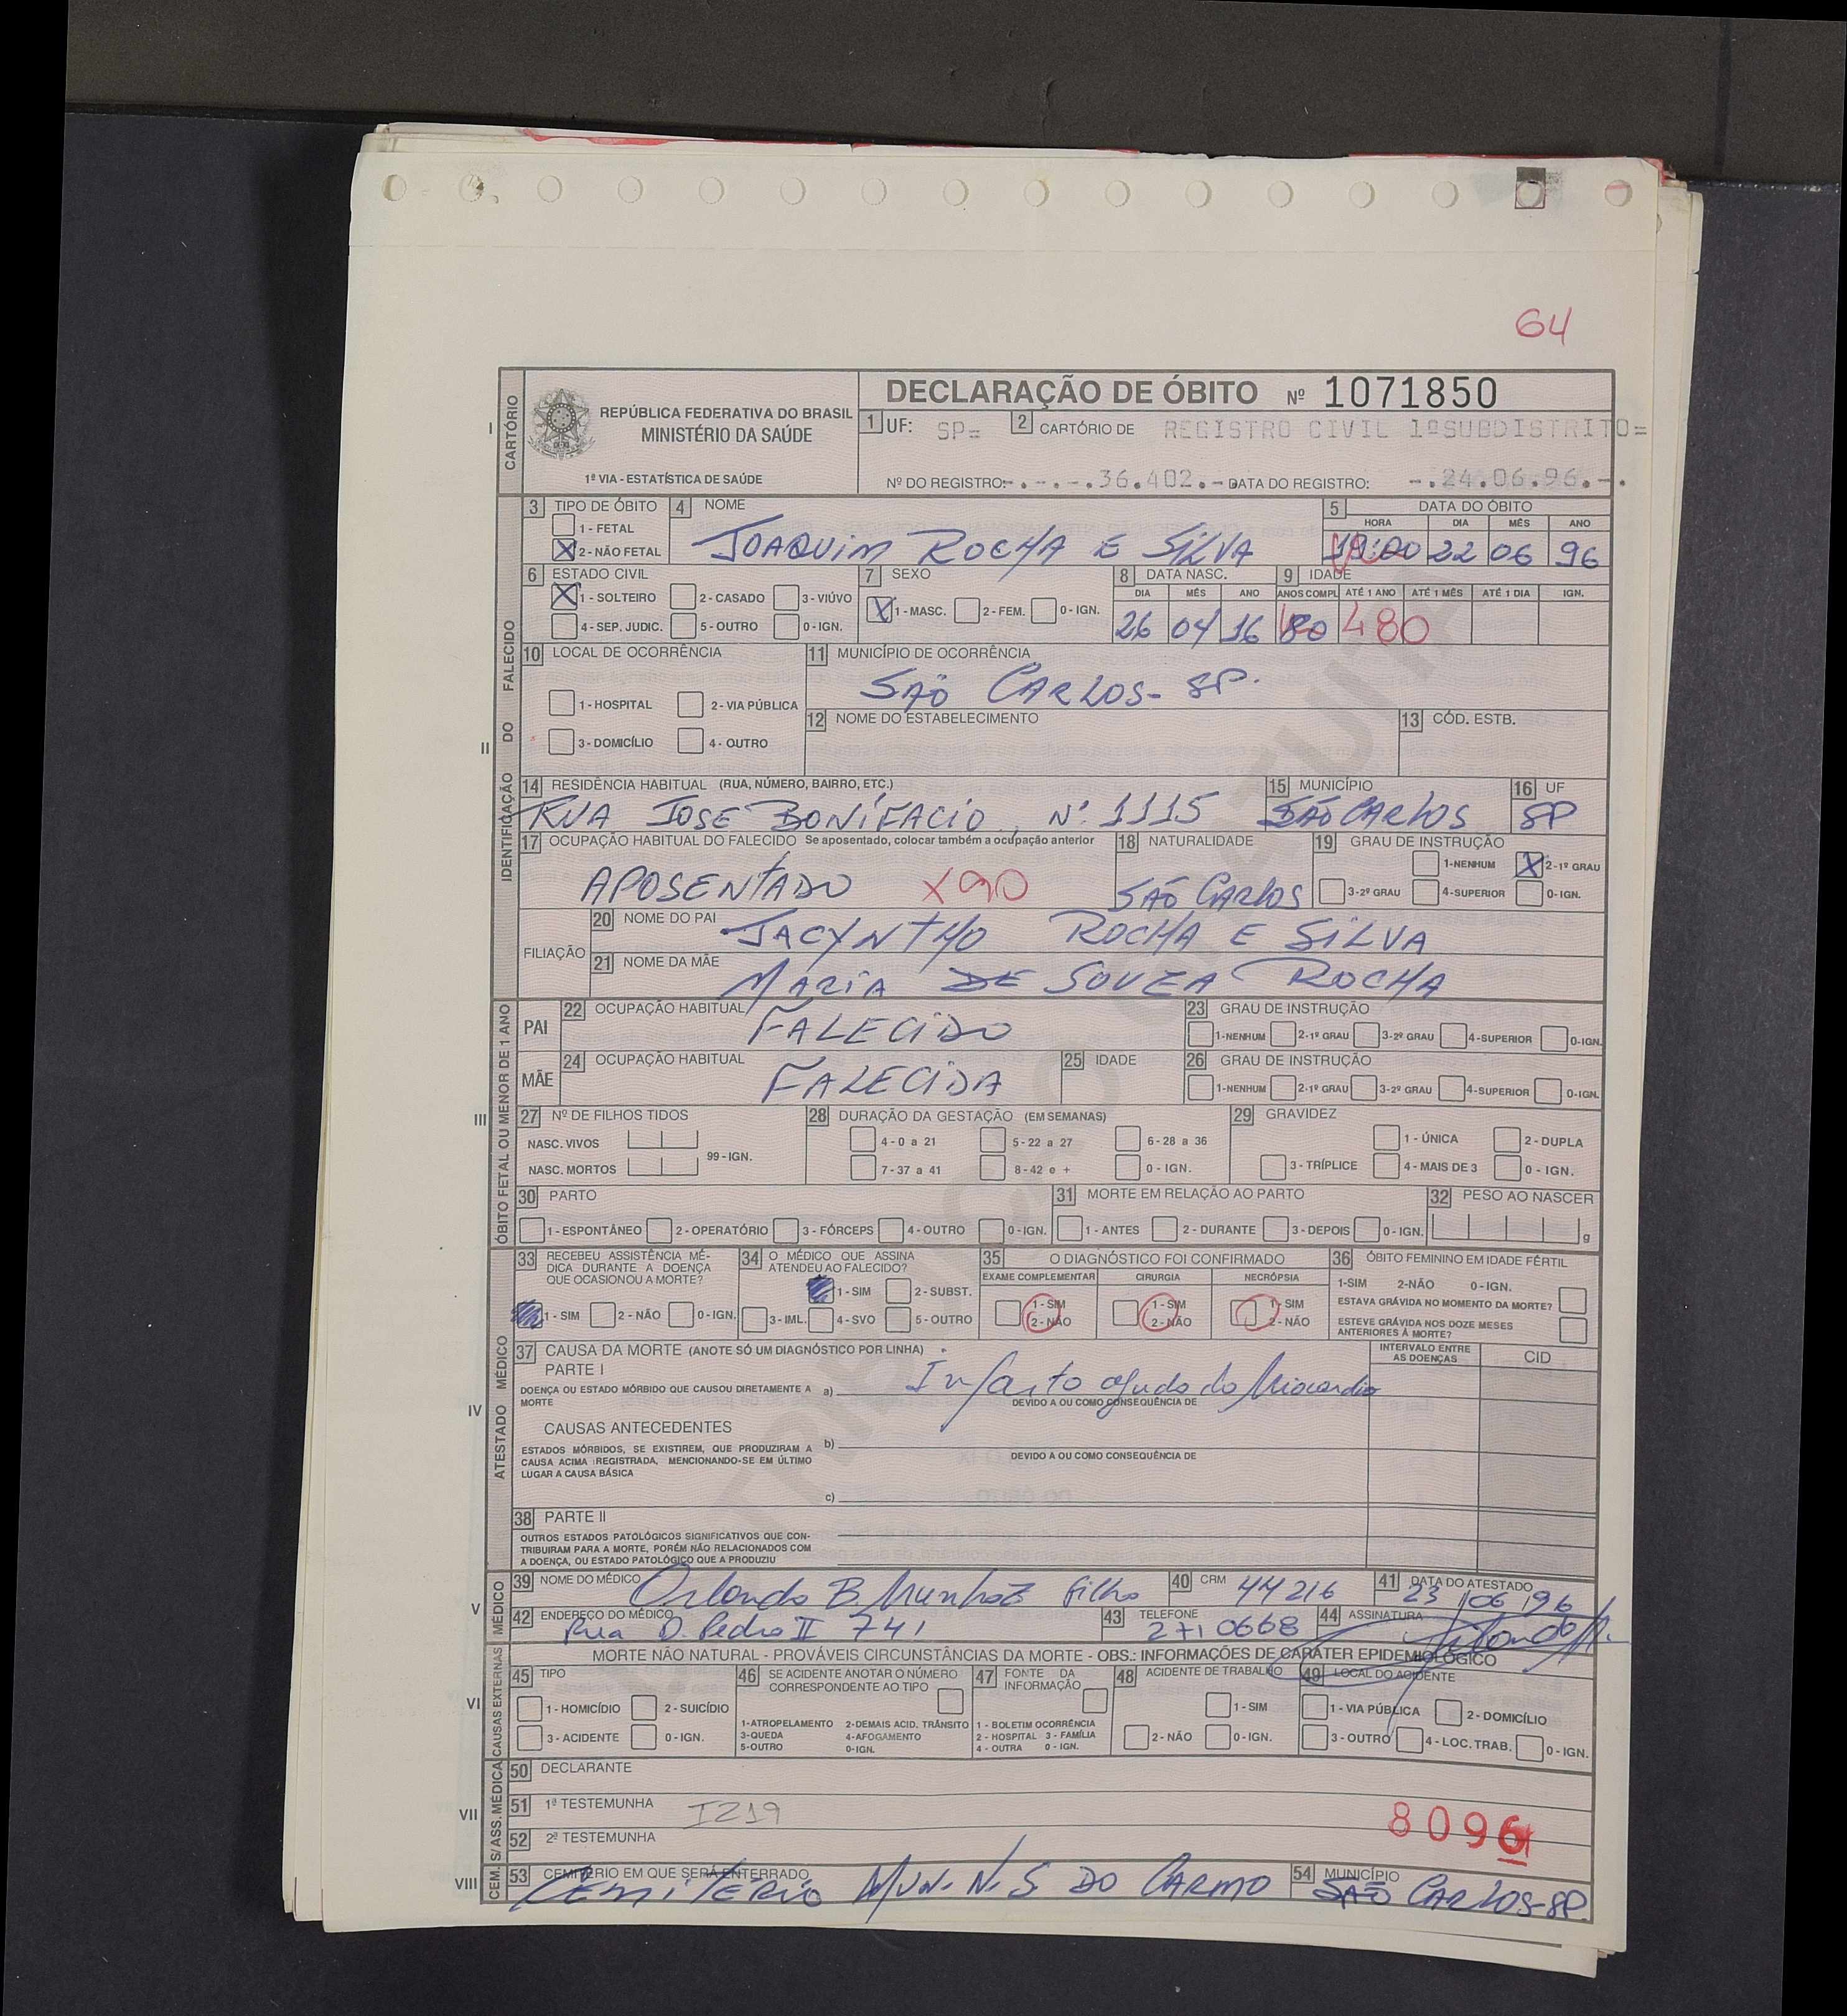 64
I
CARTÓRIO
REPÚBLICA FEDERATIVA DO BRASIL
MINISTÉRIO DA SAÚDE
1ª VIA - ESTATÍSTICA DE SAÚDE
DECLARAÇÃO DE ÓBITO Nº 1071850
1 UF: SP= 2 CARTÓRIO DE REGISTRO CIVIL 1ºSUBDISTRITO=
Nº DO REGISTRO:-.-.-.36.402.- DATA DO REGISTRO: -.24.06.96.-.
II
IDENTIFICAÇÃO DO FALECIDO
3 TIPO DE ÓBITO
1 - FETAL
X 2 - NÃO FETAL
4 NOME
JOAQUIM ROCHA E SILVA
5 DATA DO ÓBITO
HORA DIA MÊS ANO
22 06 96
6 ESTADO CIVIL
X 1 - SOLTEIRO 2 - CASADO 3 - VIÚVO
4 - SEP. JUDIC. 5 - OUTRO 0 - IGN.
7 SEXO
X 1 - MASC. 2 - FEM. 0 - IGN.
8 DATA NASC.
DIA MÊS ANO
26 04 16
9 IDADE
ANOS COMPL. ATÉ 1 ANO ATÉ 1 MÊS ATÉ 1 DIA IGN.
80 480
10 LOCAL DE OCORRÊNCIA
1 - HOSPITAL 2 - VIA PÚBLICA
3 - DOMICÍLIO 4 - OUTRO
11 MUNICÍPIO DE OCORRÊNCIA
SÃO CARLOS - SP.
12 NOME DO ESTABELECIMENTO
13 CÓD. ESTB.
14 RESIDÊNCIA HABITUAL (RUA, NÚMERO, BAIRRO, ETC.)
RUA JOSE BONIFACIO, Nº 1115
15 MUNICÍPIO
SÃO CARLOS
16 UF
SP
17 OCUPAÇÃO HABITUAL DO FALECIDO Se aposentado, colocar também a ocupação anterior
APOSENTADO X90
18 NATURALIDADE
SÃO CARLOS
19 GRAU DE INSTRUÇÃO
1-NENHUM X 2-1º GRAU
3-2º GRAU 4-SUPERIOR 0-IGN.
FILIAÇÃO
20 NOME DO PAI
JACYNTHO ROCHA E SILVA
21 NOME DA MÃE
MARIA DE SOUZA ROCHA
III
ÓBITO FETAL OU MENOR DE 1 ANO
PAI
22 OCUPAÇÃO HABITUAL
FALECIDO
23 GRAU DE INSTRUÇÃO
1-NENHUM 2-1º GRAU 3-2º GRAU 4-SUPERIOR 0-IGN.
MÃE
24 OCUPAÇÃO HABITUAL
FALECIDA
25 IDADE
26 GRAU DE INSTRUÇÃO
1-NENHUM 2-1º GRAU 3-2º GRAU 4-SUPERIOR 0-IGN.
27 Nº DE FILHOS TIDOS
NASC. VIVOS
NASC. MORTOS
99-IGN.
28 DURAÇÃO DA GESTAÇÃO (EM SEMANAS)
4 - 0 a 21 5 - 22 a 27 6 - 28 a 36
7 - 37 a 41 8 - 42 e + 0 - IGN.
29 GRAVIDEZ
1 - ÚNICA 2 - DUPLA
3 - TRÍPLICE 4 - MAIS DE 3 0 - IGN.
30 PARTO
1 - ESPONTÂNEO 2 - OPERATÓRIO 3 - FÓRCEPS 4 - OUTRO 0 - IGN.
31 MORTE EM RELAÇÃO AO PARTO
1 - ANTES 2 - DURANTE 3 - DEPOIS 0 - IGN.
32 PESO AO NASCER
g
IV
ATESTADO MÉDICO
33 RECEBEU ASSISTÊNCIA MÉ-
DICA DURANTE A DOENÇA
QUE OCASIONOU A MORTE?
1 - SIM 2 - NÃO 0 - IGN.
34 O MÉDICO QUE ASSINA
ATENDEU AO FALECIDO?
1 - SIM 2 - SUBST.
3 - IML. 4 - SVO 5 - OUTRO
35 O DIAGNÓSTICO FOI CONFIRMADO
EXAME COMPLEMENTAR CIRURGIA NECRÓPSIA
1 - SIM 1 - SIM 1 - SIM
2 - NÃO 2 - NÃO 2 - NÃO
36 ÓBITO FEMININO EM IDADE FÉRTIL
1-SIM 2-NÃO 0 - IGN.
ESTAVA GRÁVIDA NO MOMENTO DA MORTE?
ESTEVE GRÁVIDA NOS DOZE MESES
ANTERIORES Á MORTE?
37 CAUSA DA MORTE (ANOTE SÓ UM DIAGNÓSTICO POR LINHA)
INTERVALO ENTRE AS DOENÇAS
CID
PARTE I
DOENÇA OU ESTADO MÓRBIDO QUE CAUSOU DIRETAMENTE A
MORTE
a) Infarto agudo do Miocardio
DEVIDO A OU COMO CONSEQUÊNCIA DE
CAUSAS ANTECEDENTES
ESTADOS MÓRBIDOS, SE EXISTIREM, QUE PRODUZIRAM A
CAUSA ACIMA REGISTRADA, MENCIONANDO-SE EM ÚLTIMO
LUGAR A CAUSA BÁSICA
b)
DEVIDO A OU COMO CONSEQUÊNCIA DE
c)
38 PARTE II
OUTROS ESTADOS PATOLÓGICOS SIGNIFICATIVOS QUE CON-
TRIBUIRAM PARA A MORTE, PORÉM NÃO RELACIONADOS COM
A DOENÇA, OU ESTADO PATOLÓGICO QUE A PRODUZIU
V
MÉDICO
39 NOME DO MÉDICO
Orlando B. Munhoz Filho
40 CRM 44216
41 DATA DO ATESTADO
23/06/96
42 ENDEREÇO DO MÉDICO
Rua D. Pedro II 741
43 TELEFONE
2710668
44 ASSINATURA
VI
CAUSAS EXTERNAS
MORTE NÃO NATURAL - PROVÁVEIS CIRCUNSTÂNCIAS DA MORTE - OBS.: INFORMAÇÕES DE CARÁTER EPIDEMIOLÓGICO
45 TIPO
1 - HOMICÍDIO 2 - SUICÍDIO
3 - ACIDENTE 0 - IGN.
46 SE ACIDENTE ANOTAR O NÚMERO
CORRESPONDENTE AO TIPO
1-ATROPELAMENTO 2-DEMAIS ACID. TRÂNSITO
3-QUEDA 4-AFOGAMENTO
5-OUTRO 0-IGN.
47 FONTE DA
INFORMAÇÃO
1 - BOLETIM OCORRÊNCIA
2 - HOSPITAL 3 - FAMÍLIA
4 - OUTRA 0 - IGN.
48 ACIDENTE DE TRABALHO
1 - SIM
2 - NÃO 0 - IGN.
49 LOCAL DO ACIDENTE
1 - VIA PÚBLICA 2 - DOMICÍLIO
3 - OUTRO 4 - LOC. TRAB. 0 - IGN.
VII
S/ ASS. MÉDICA
50 DECLARANTE
51 1ª TESTEMUNHA I219
8096
52 2ª TESTEMUNHA
VIII
CEM.
53 CEMITÉRIO EM QUE SERÁ ENTERRADO
CEMITÉRIO MUN. N. S DO CARMO
54 MUNICÍPIO
SÃO CARLOS-SP.